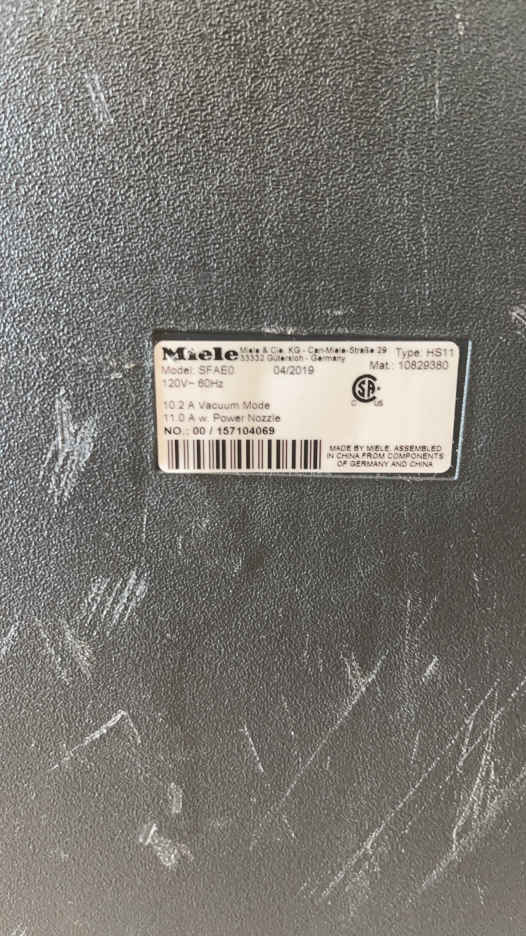 Miele Miele & Cie. KG - Carl-Miele-Straße 29 Type: HS11
33332 Gütersloh - Germany
Model: SFAE0 04/2019 Mat.: 10829380
120V~ 60Hz
SA
C US
10.2 A Vacuum Mode
11.0 A w. Power Nozzle
NO.: 00 / 157104069
MADE BY MIELE. ASSEMBLED
IN CHINA FROM COMPONENTS
OF GERMANY AND CHINA